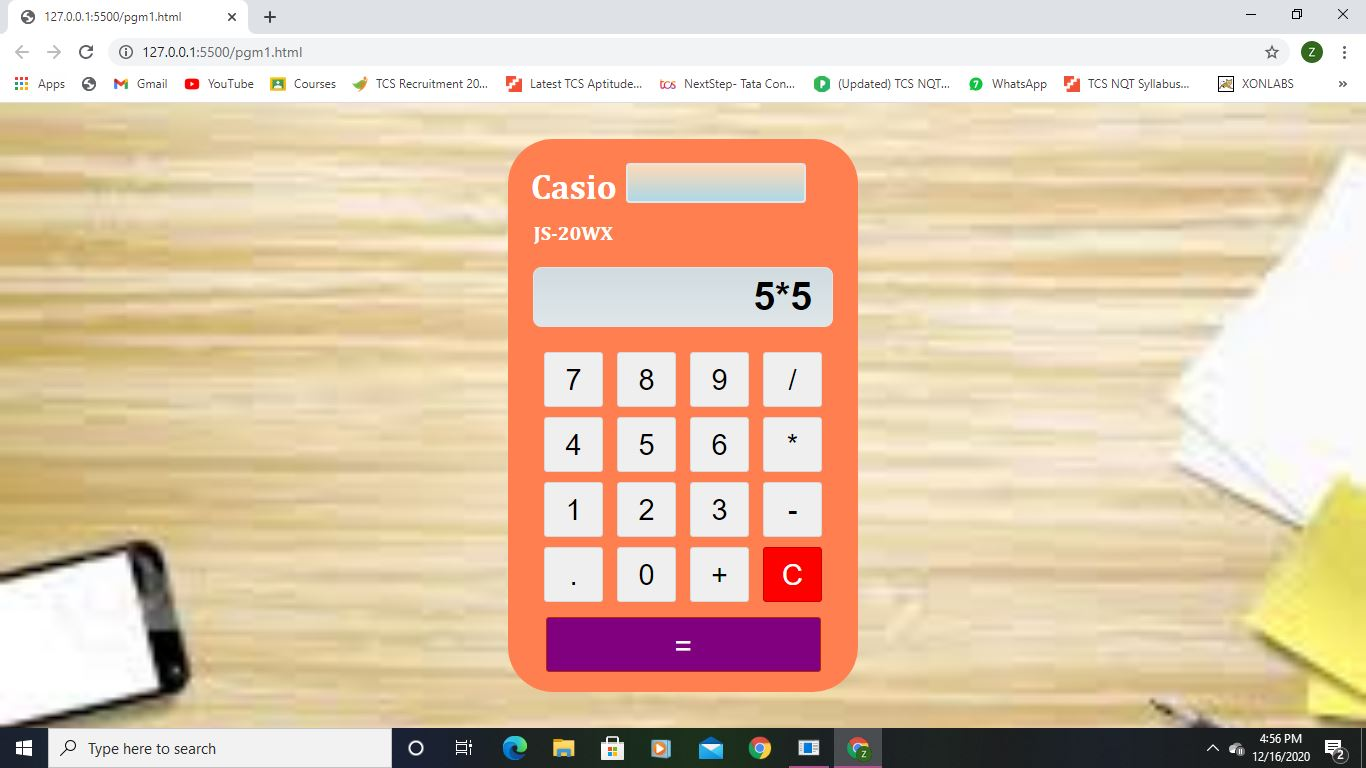 127.0.0.1:5500/pgm1.html
127.0.0.1:5500/pgm1.html
Z
Apps Gmail YouTube Courses TCS Recruitment 20... Latest TCS Aptitude... tcs NextStep- Tata Con... (Updated) TCS NQT... 7 WhatsApp TCS NQT Syllabus... XONLABS »
Casio
JS-20WX
5*5
7 8 9 /
4 5 6 *
1 2 3 -
. 0 + C
=
Type here to search
Z
4:56 PM
12/16/2020
2